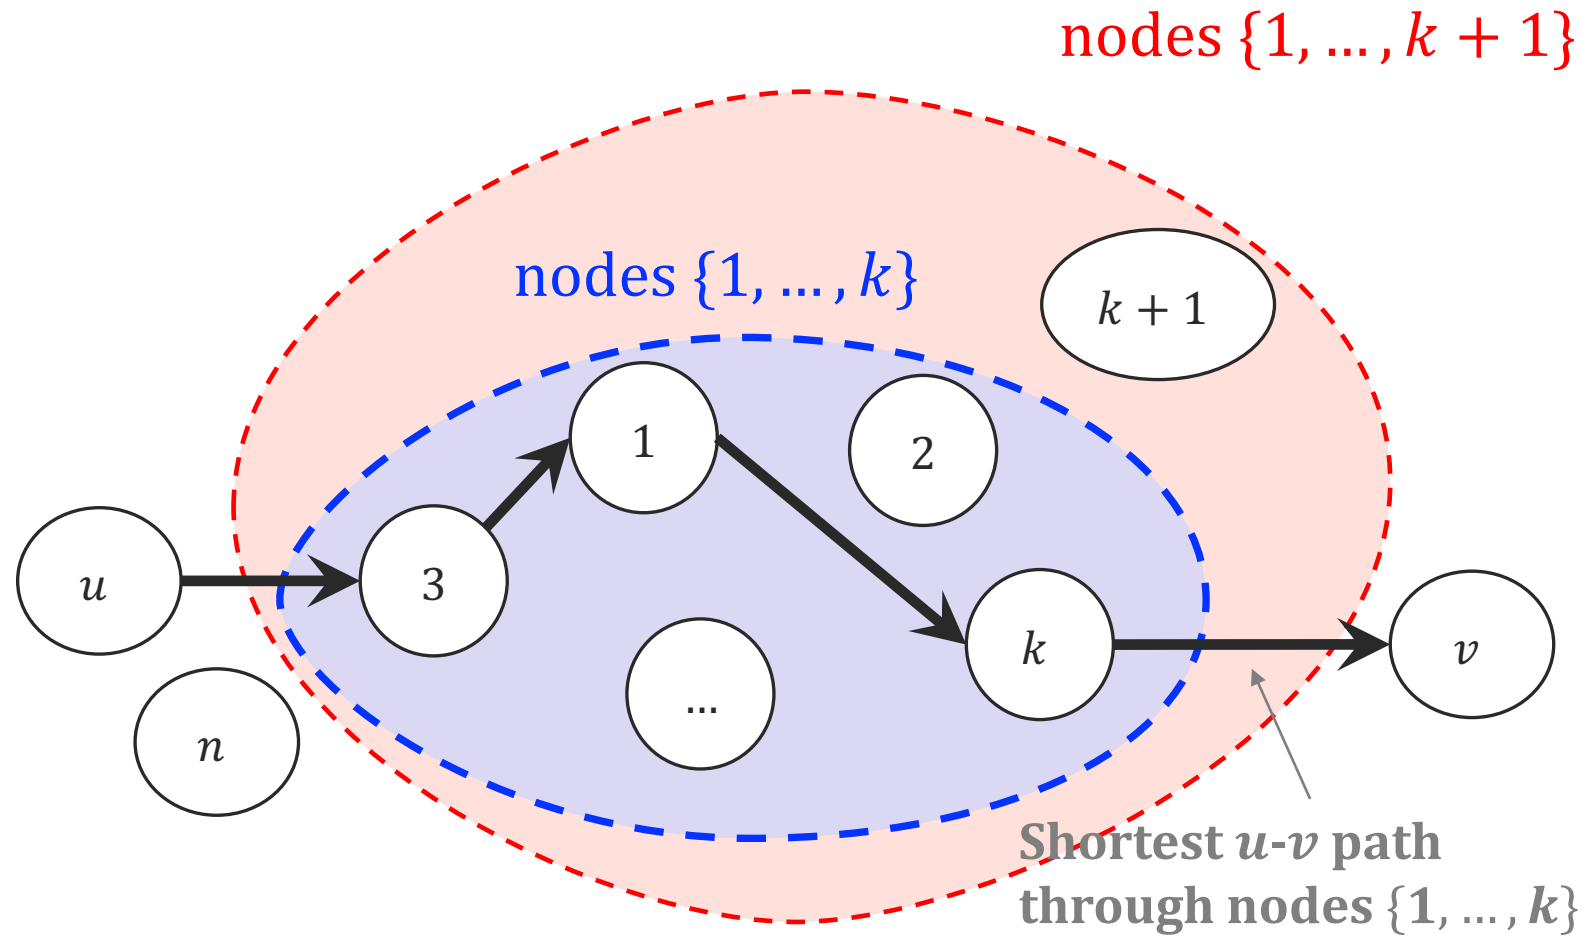 nodes {1, ... , k + 1}
nodes {1, ... , k}
k + 1
1
2
3
u
k
v
...
n
Shortest u-v path
through nodes {1, ... , k}